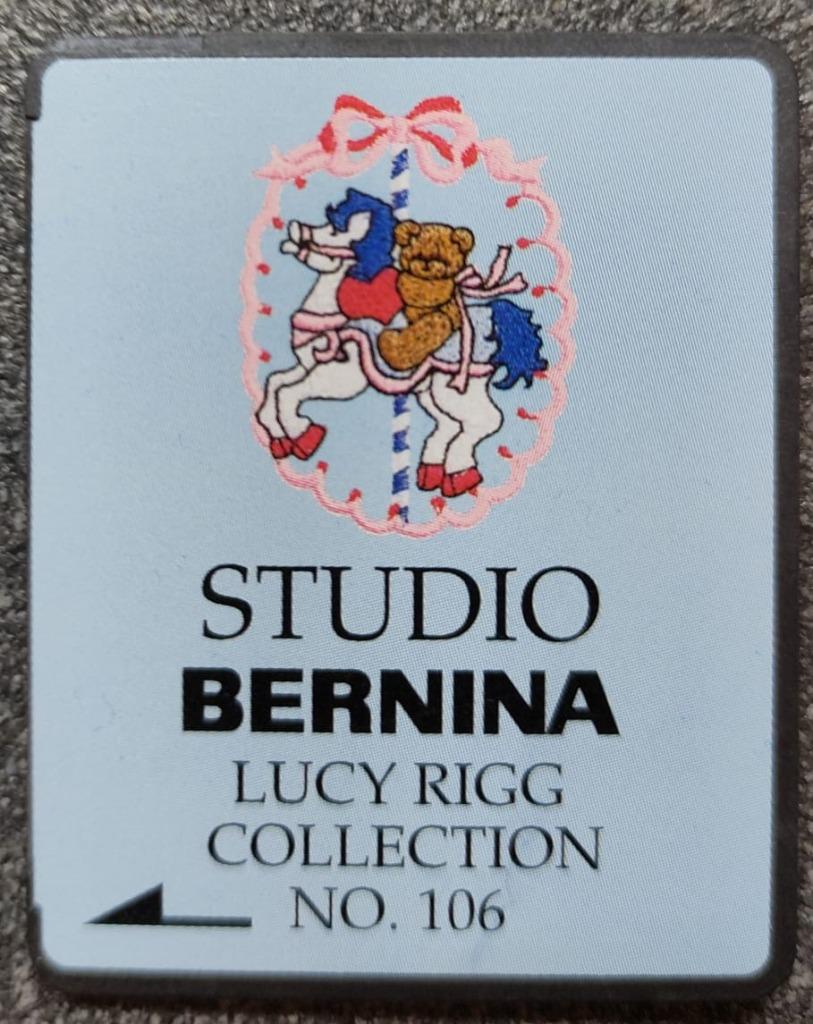 STUDIO
BERNINA
LUCY RIGG
COLLECTION
NO. 106